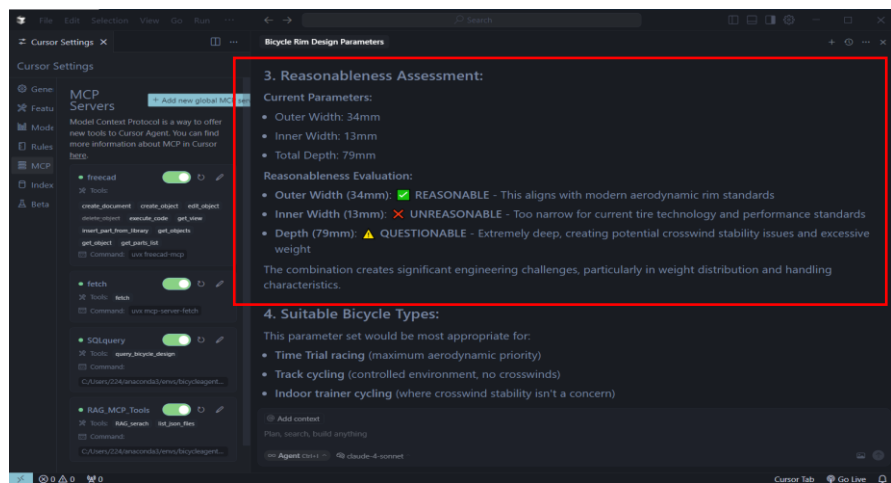 File Edit Selection View Go Run ...
Search
Cursor Settings
Bicycle Rim Design Parameters
Cursor Settings
Gene
Featu
Mode
Rules
MCP
Index
Beta
MCP Servers
+ Add new global MCP ser
Model Context Protocol is a way to offer
new tools to Cursor Agent. You can find
more information about MCP in Cursor
here.
freecad
Tools:
create_document create_object edit_object
delete_object execute_code get_view
insert_part_from_library get_objects
get_object get_parts_list
Command: uvx freecad-mcp
fetch
Tools: fetch
Command: uvx mcp-server-fetch
SQLquery
Tools: query_bicycle_design
Command:
C:/Users/224/anaconda3/envs/bicycleagent...
RAG_MCP_Tools
Tools: RAG_serach list_json_files
Command:
C:/Users/224/anaconda3/envs/bicycleagent...
3. Reasonableness Assessment:
Current Parameters:
• Outer Width: 34mm
• Inner Width: 13mm
• Total Depth: 79mm
Reasonableness Evaluation:
• Outer Width (34mm): ✅ REASONABLE - This aligns with modern aerodynamic rim standards
• Inner Width (13mm): ❌ UNREASONABLE - Too narrow for current tire technology and performance standards
• Depth (79mm): ⚠ QUESTIONABLE - Extremely deep, creating potential crosswind stability issues and excessive
weight
The combination creates significant engineering challenges, particularly in weight distribution and handling
characteristics.
4. Suitable Bicycle Types:
This parameter set would be most appropriate for:
• Time Trial racing (maximum aerodynamic priority)
• Track cycling (controlled environment, no crosswinds)
• Indoor trainer cycling (where crosswind stability isn't a concern)
Add context
Plan, search, build anything
Agent Ctrl+I claude-4-sonnet
0 0 0
Cursor Tab Go Live